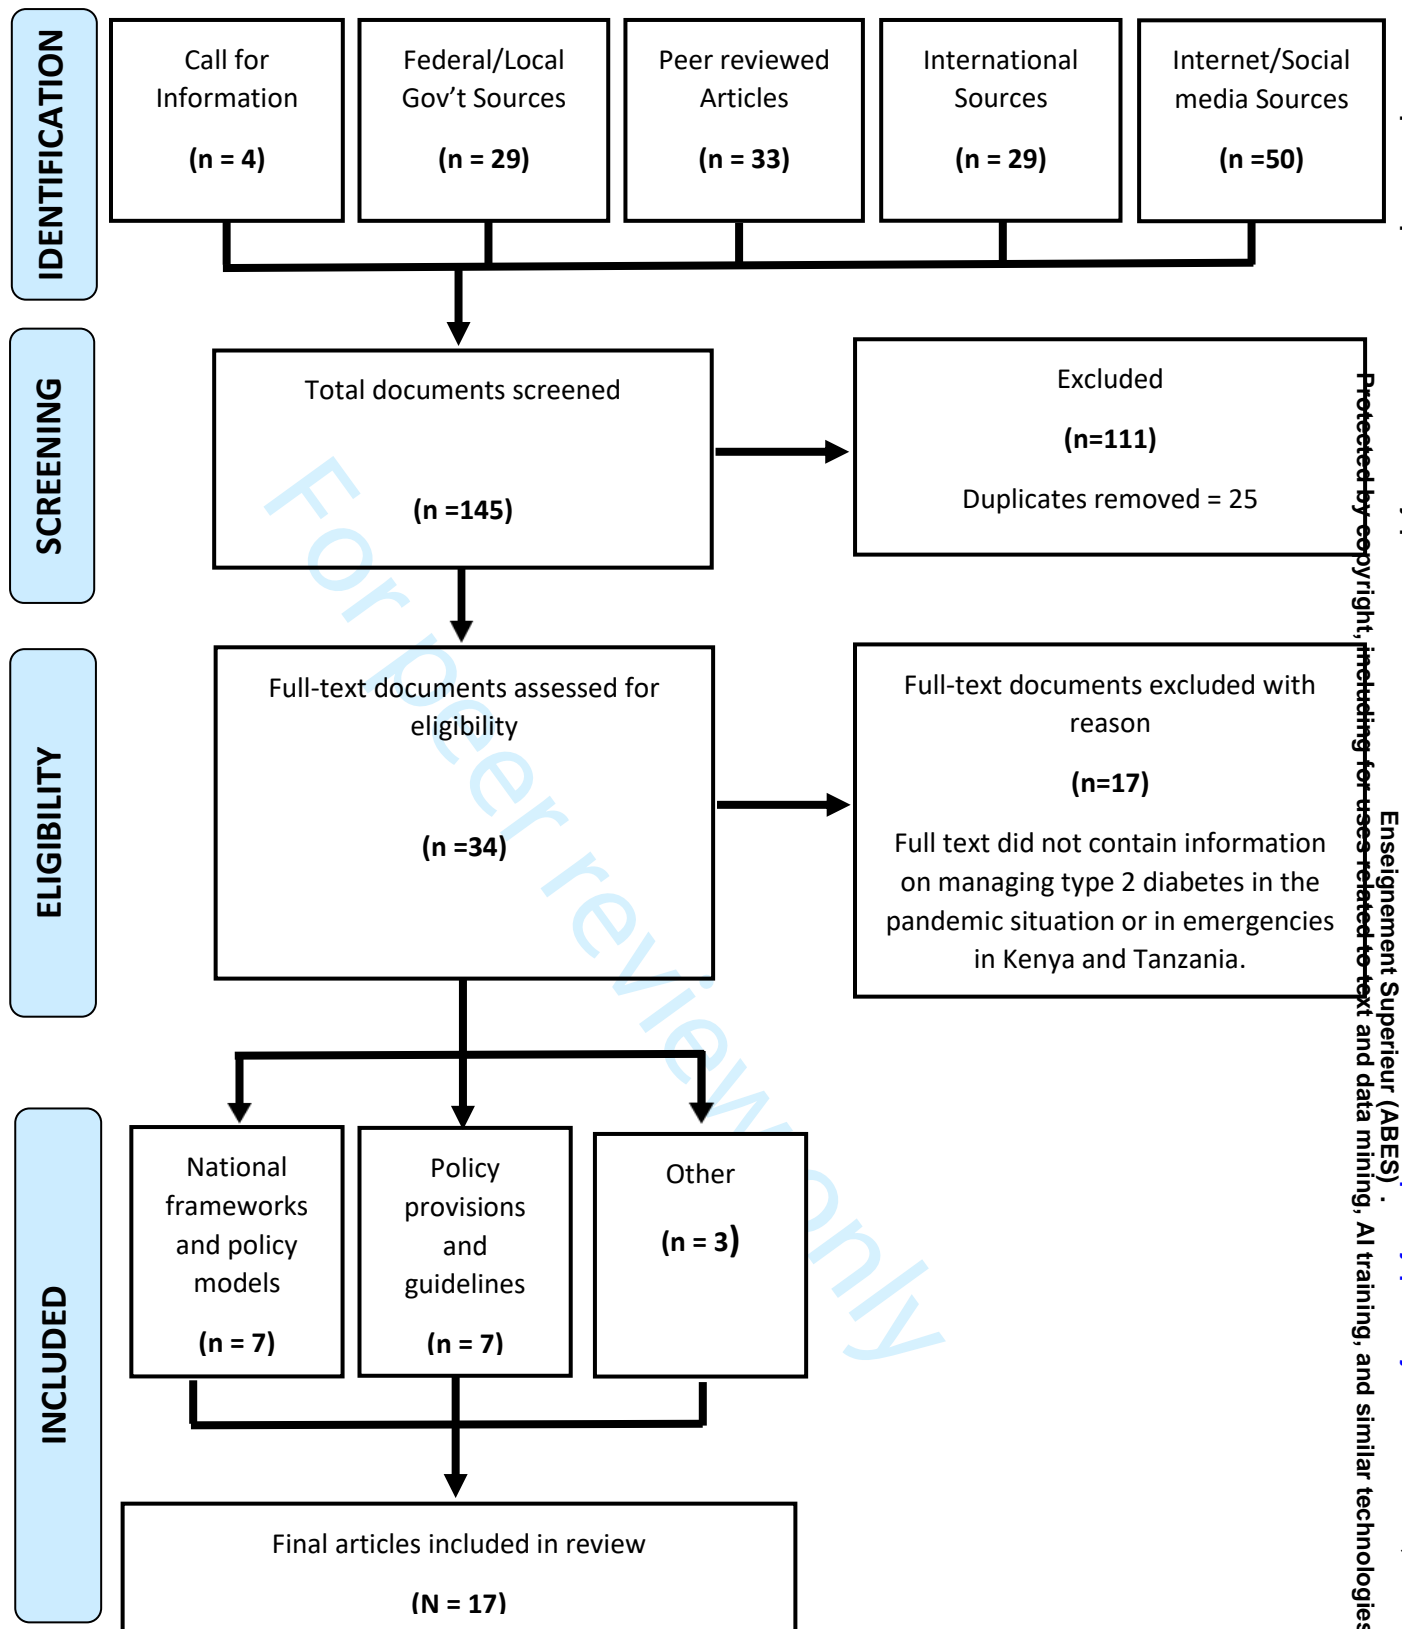 IDENTIFICATION
Call for
Information
(n = 4)
Federal/Local
Gov't Sources
(n = 29)
Peer reviewed
Articles
(n = 33)
International
Sources
(n = 29)
Internet/Social
media Sources
(n =50)
SCREENING
Total documents screened
(n =145)
Excluded
(n=111)
Duplicates removed = 25
ELIGIBILITY
Full-text documents assessed for
eligibility
(n =34)
Full-text documents excluded with
reason
(n=17)
Full text did not contain information
on managing type 2 diabetes in the
pandemic situation or in emergencies
in Kenya and Tanzania.
INCLUDED
National
frameworks
and policy
models
(n = 7)
Policy
provisions
and
guidelines
(n = 7)
Other
(n = 3)
Final articles included in review
(N = 17)
For peer review only
Enseignement Superieur (ABES) .
Protected by copyright, including for uses related to text and data mining, AI training, and similar technologies